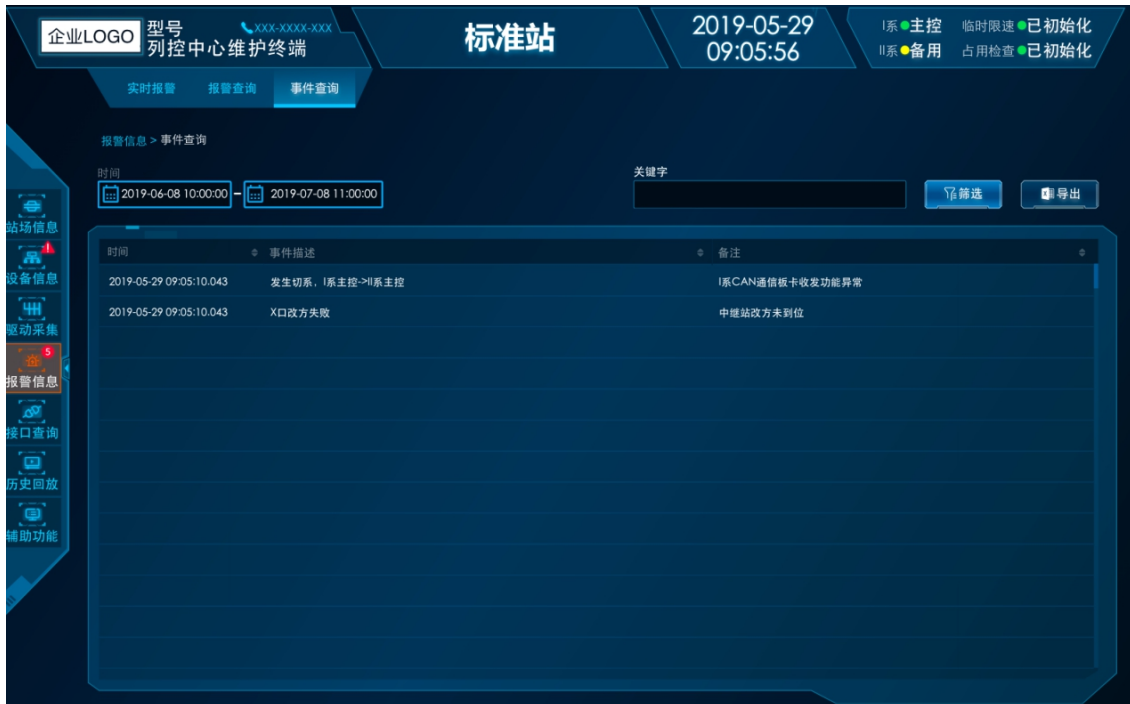 企业LOGO 型号 XXX-XXXX-XXX
列控中心维护终端
标准站
2019-05-29
09:05:56
I系 主控 临时限速 已初始化
II系 备用 占用检查 已初始化
实时报警 报警查询 事件查询
报警信息 > 事件查询
时间 关键字
2019-06-08 10:00:00 - 2019-07-08 11:00:00 筛选 导出
站场信息
设备信息
驱动采集
5
报警信息
接口查询
历史回放
辅助功能
时间 事件描述 备注
2019-05-29 09:05:10.043 发生切系，I系主控->II系主控 I系CAN通信板卡收发功能异常
2019-05-29 09:05:10.043 X口改方失败 中继站改方未到位